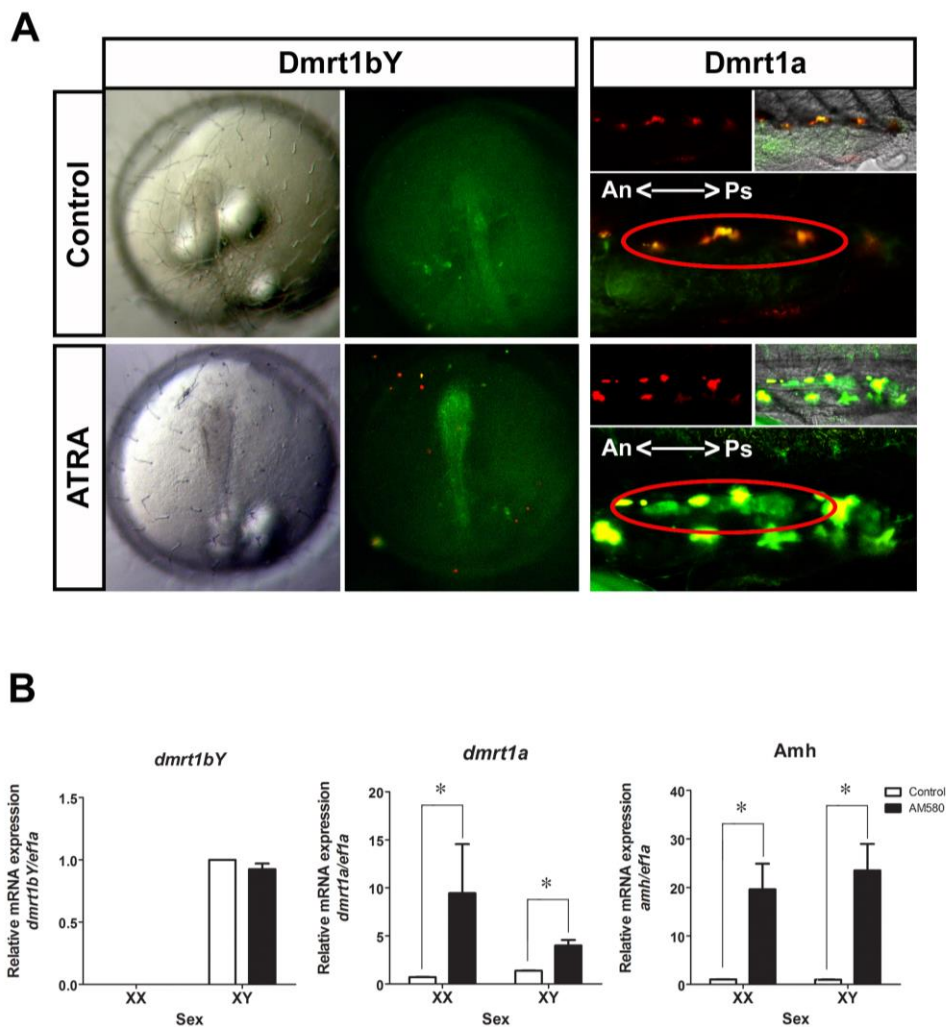 A
Dmrt1bY
Dmrt1a
Control
An Ps
ATRA
An Ps
B
dmrt1bY
Relative mRNA expression
dmrt1bY/ef1a
1.5
1.0
0.5
0.0
XX XY
Sex
dmrt1a
Relative mRNA expression
dmrt1a/ef1a
20
15
10
5
0
* *
XX XY
Sex
Amh
Relative mRNA expression
amh/ef1a
40
30
20
10
0
* *
XX XY
Sex
Control
AM580